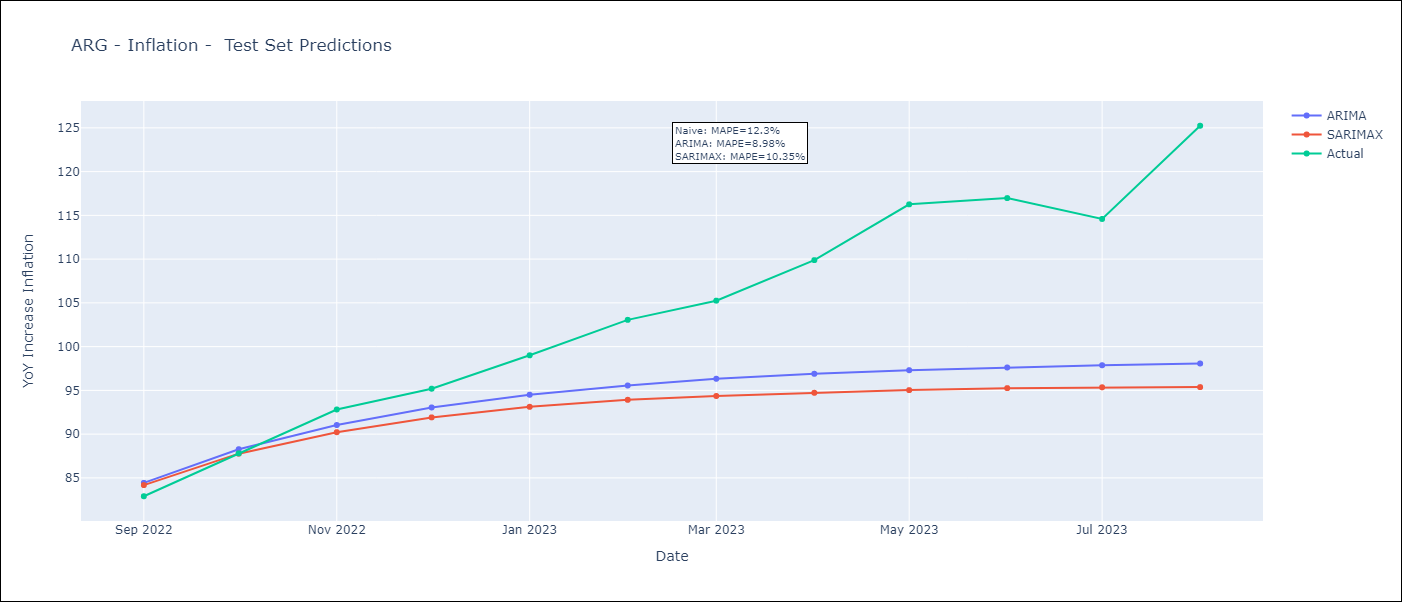 ARG - Inflation -  Test Set Predictions
Naive: MAPE=12.3%
ARIMA: MAPE=8.98%
SARIMAX: MAPE=10.35%
ARIMA
SARIMAX
Actual
YoY Increase Inflation
125
120
115
110
105
100
95
90
85
Sep 2022
Nov 2022
Jan 2023
Mar 2023
May 2023
Jul 2023
Date